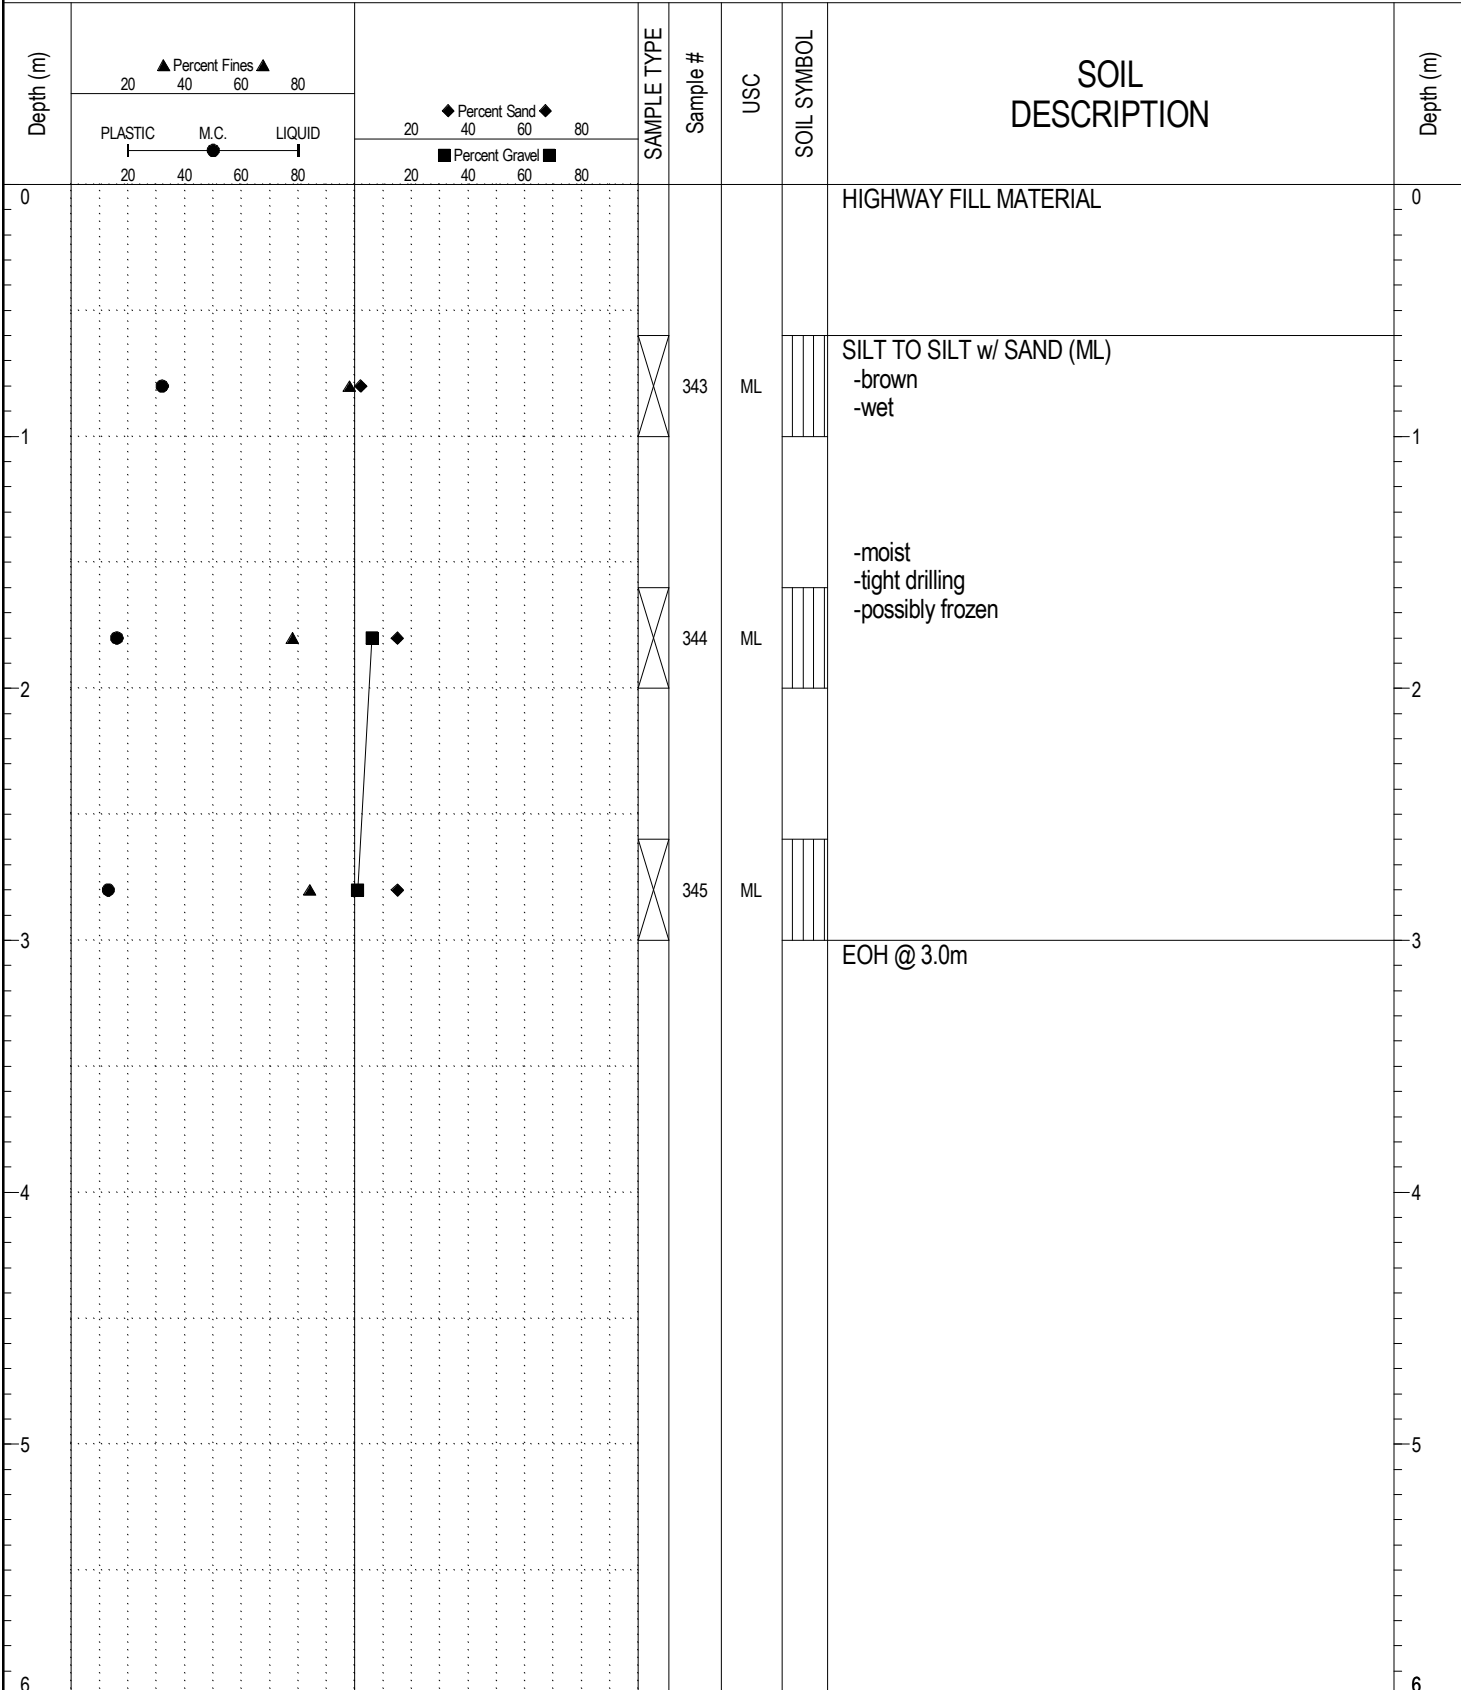 Depth (m)
▲ Percent Fines ▲
20 40 60 80
PLASTIC M.C. LIQUID
20 40 60 80
◆ Percent Sand ◆
20 40 60 80
■ Percent Gravel ■
20 40 60 80
SAMPLE TYPE
Sample #
USC
SOIL SYMBOL
SOIL
DESCRIPTION
Depth (m)
0 HIGHWAY FILL MATERIAL 0
SILT TO SILT w/ SAND (ML)
343 ML -brown
-wet
1 1
-moist
-tight drilling
-possibly frozen
344 ML
2 2
345 ML
3 3
EOH @ 3.0m
4 4
5 5
6 6